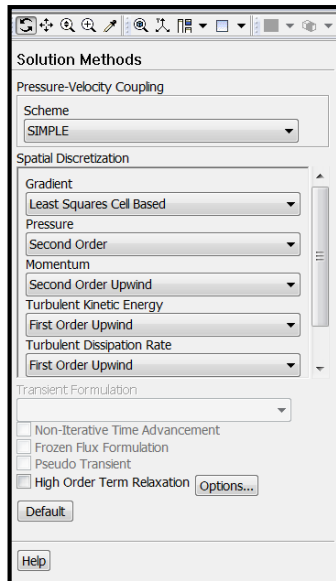 Solution Methods
Pressure-Velocity Coupling
Scheme
SIMPLE
Spatial Discretization
Gradient
Least Squares Cell Based
Pressure
Second Order
Momentum
Second Order Upwind
Turbulent Kinetic Energy
First Order Upwind
Turbulent Dissipation Rate
First Order Upwind
Transient Formulation
Non-Iterative Time Advancement
Frozen Flux Formulation
Pseudo Transient
High Order Term Relaxation Options...
Default
Help